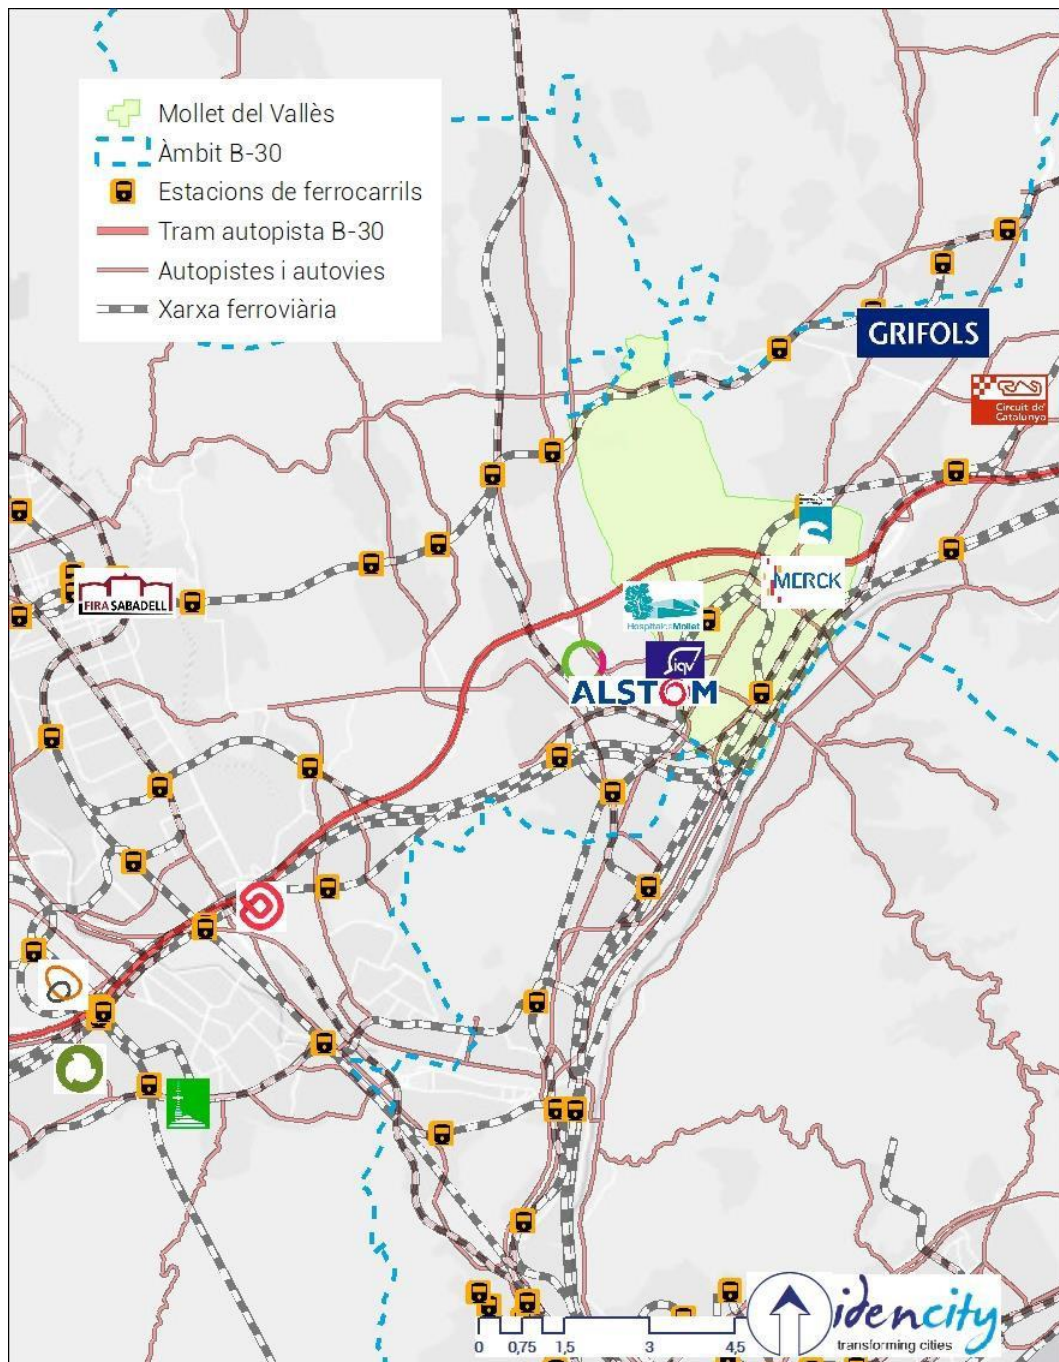 Mollet del Vallès
Àmbit B-30
Estacions de ferrocarrils
Tram autopista B-30
Autopistes i autovies
Xarxa ferroviària
GRIFOLS
Circuit de
Catalunya
S
MERCK
FIRA SABADELL
Hospital de Mollet
iqv
ALSTOM
idencity
transforming cities
0 0,75 1,5 3 4,5